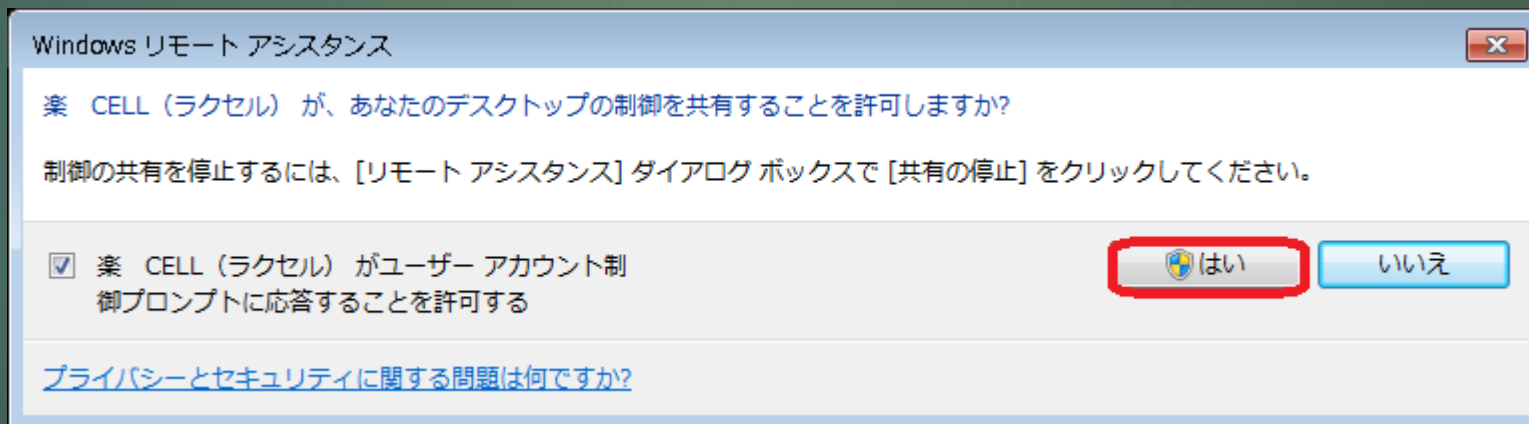 Windows リモート アシスタンス
楽　CELL（ラクセル） が、あなたのデスクトップの制御を共有することを許可しますか?
制御の共有を停止するには、[リモート アシスタンス] ダイアログ ボックスで [共有の停止] をクリックしてください。
楽　CELL（ラクセル） がユーザー アカウント制
御プロンプトに応答することを許可する
はい
いいえ
プライバシーとセキュリティに関する問題は何ですか?